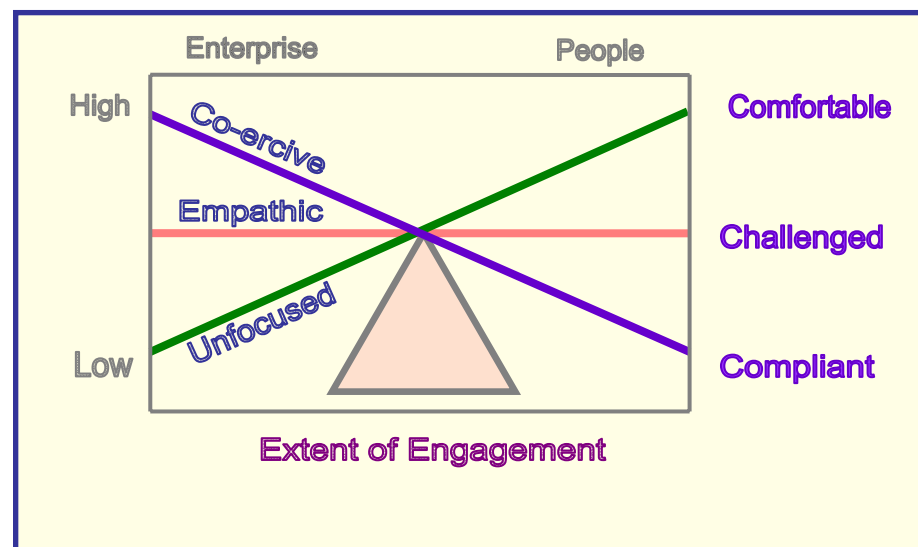 Enterprise
People
High
Co-ercive
Comfortable
Empathic
Challenged
Unfocused
Low
Compliant
Extent of Engagement